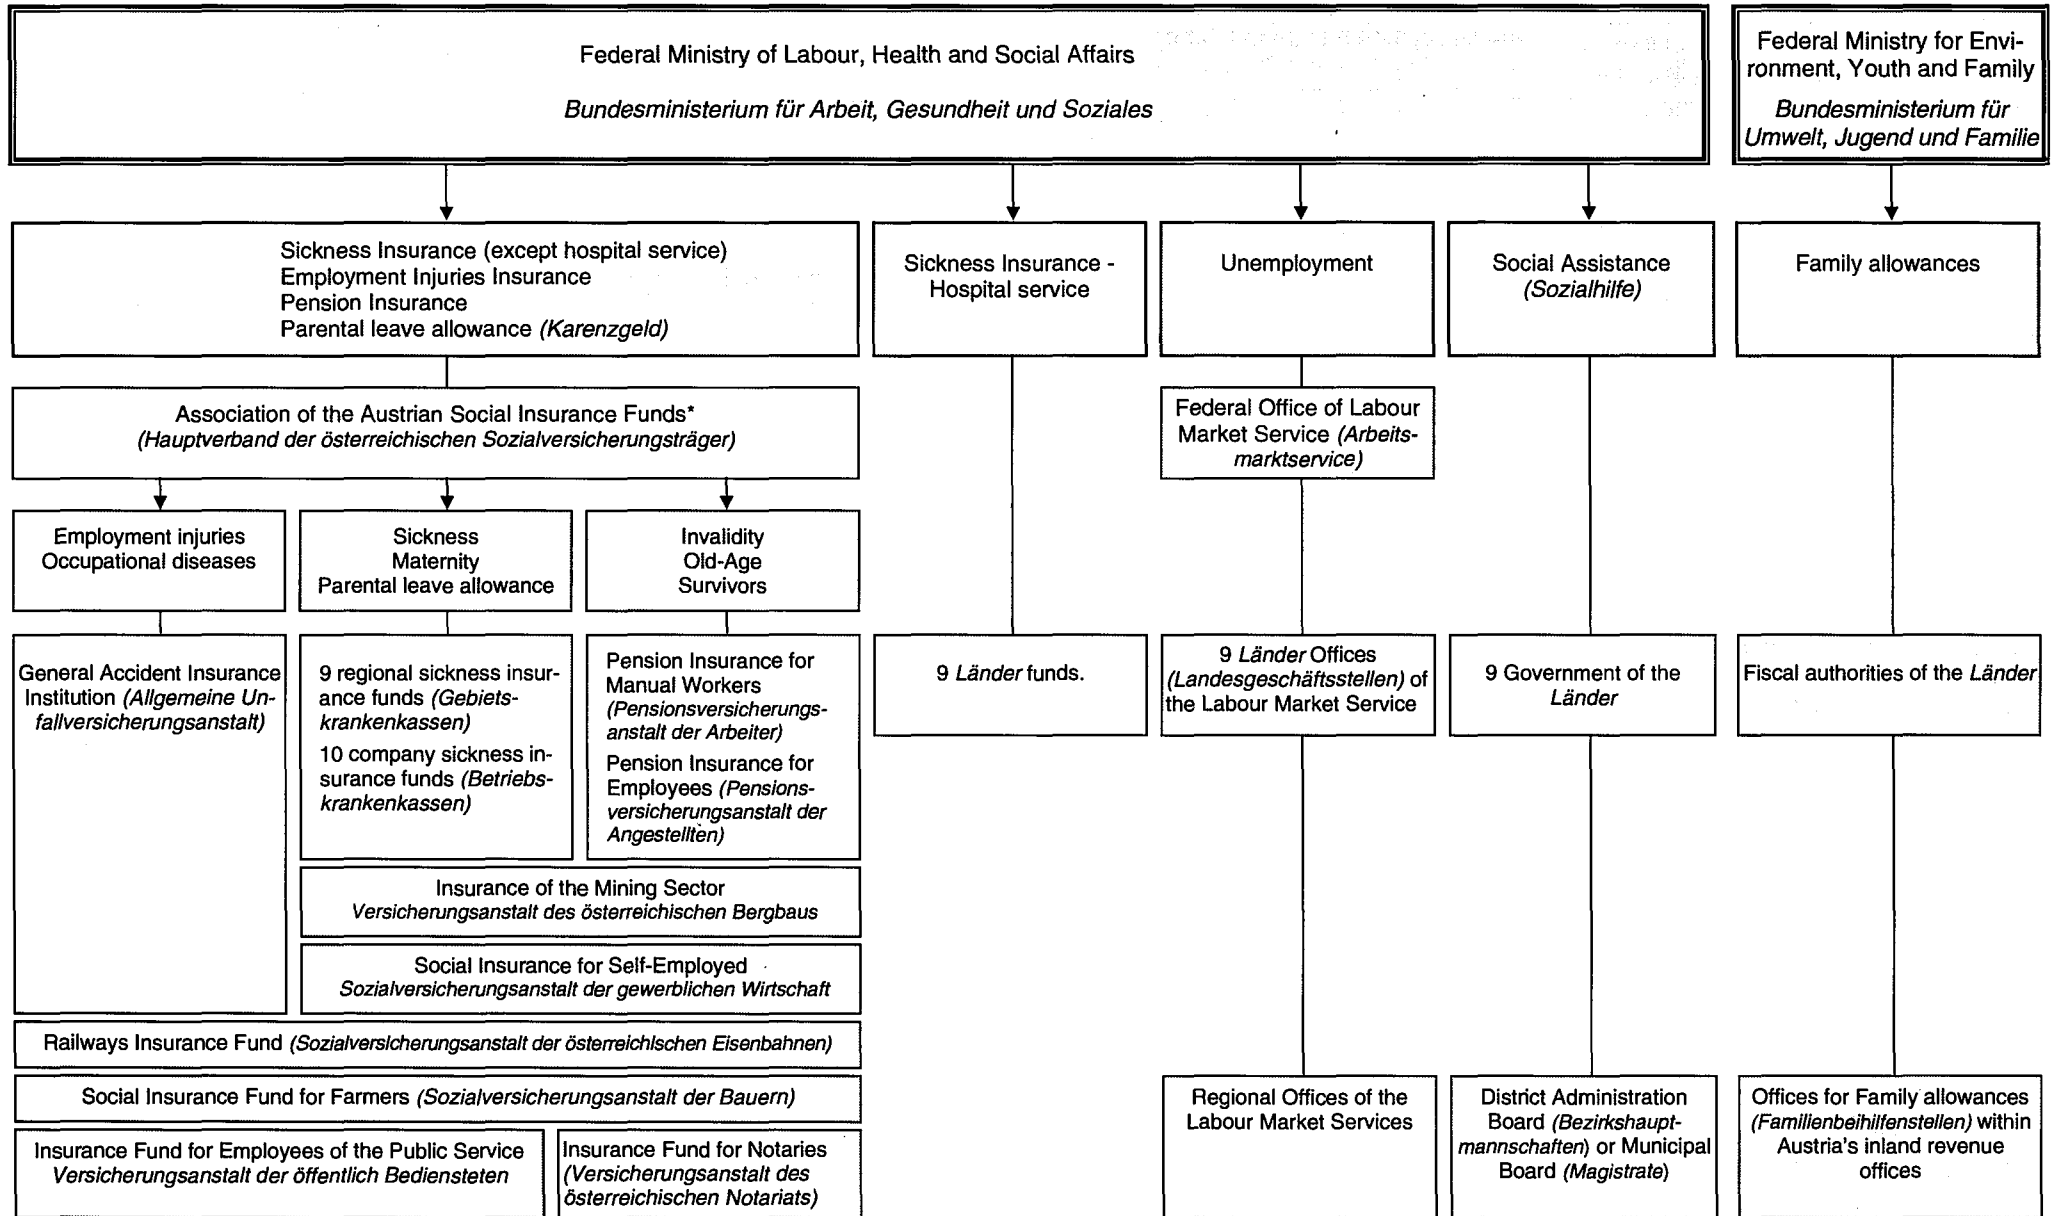 Federal Ministry of Labour, Health and Social Affairs
Bundesministerium für Arbeit, Gesundheit und Soziales
Federal Ministry for Envi-
ronment, Youth and Family
Bundesministerium für
Umwelt, Jugend und Familie
Sickness Insurance (except hospital service)
Employment Injuries Insurance
Pension Insurance
Parental leave allowance (Karenzgeld)
Sickness Insurance -
Hospital service
Unemployment
Social Assistance
(Sozialhilfe)
Family allowances
Association of the Austrian Social Insurance Funds*
(Hauptverband der österreichischen Sozialversicherungsträger)
Federal Office of Labour
Market Service (Arbeits-
marktservice)
Employment injuries
Occupational diseases
Sickness
Maternity
Parental leave allowance
Invalidity
Old-Age
Survivors
General Accident Insurance
Institution (Allgemeine Un-
fallversicherungsanstalt)
9 regional sickness insur-
ance funds (Gebiets-
krankenkassen)
10 company sickness in-
surance funds (Betriebs-
krankenkassen)
Pension Insurance for
Manual Workers
(Pensionsversicherungs-
anstalt der Arbeiter)
Pension Insurance for
Employees (Pensions-
versicherungsanstalt der
Angestellten)
9 Länder funds.
9 Länder Offices
(Landesgeschäftsstellen) of
the Labour Market Service
9 Government of the
Länder
Fiscal authorities of the Länder
Insurance of the Mining Sector
Versicherungsanstalt des österreichischen Bergbaus
Social Insurance for Self-Employed
Sozialversicherungsanstalt der gewerblichen Wirtschaft
Railways Insurance Fund (Sozialversicherungsanstalt der österreichischen Eisenbahnen)
Social Insurance Fund for Farmers (Sozialversicherungsanstalt der Bauern)
Insurance Fund for Employees of the Public Service
Versicherungsanstalt der öffentlich Bediensteten
Insurance Fund for Notaries
(Versicherungsanstalt des
österreichischen Notariats)
Regional Offices of the
Labour Market Services
District Administration
Board (Bezirkshaupt-
mannschaften) or Municipal
Board (Magistrate)
Offices for Family allowances
(Familienbeihilfenstellen) within
Austria's inland revenue
offices